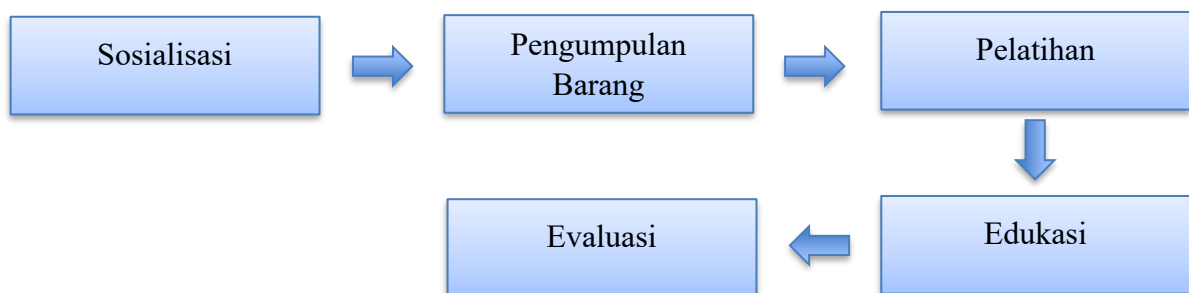 Sosialisasi
Pengumpulan
Barang
Pelatihan
Edukasi
Evaluasi